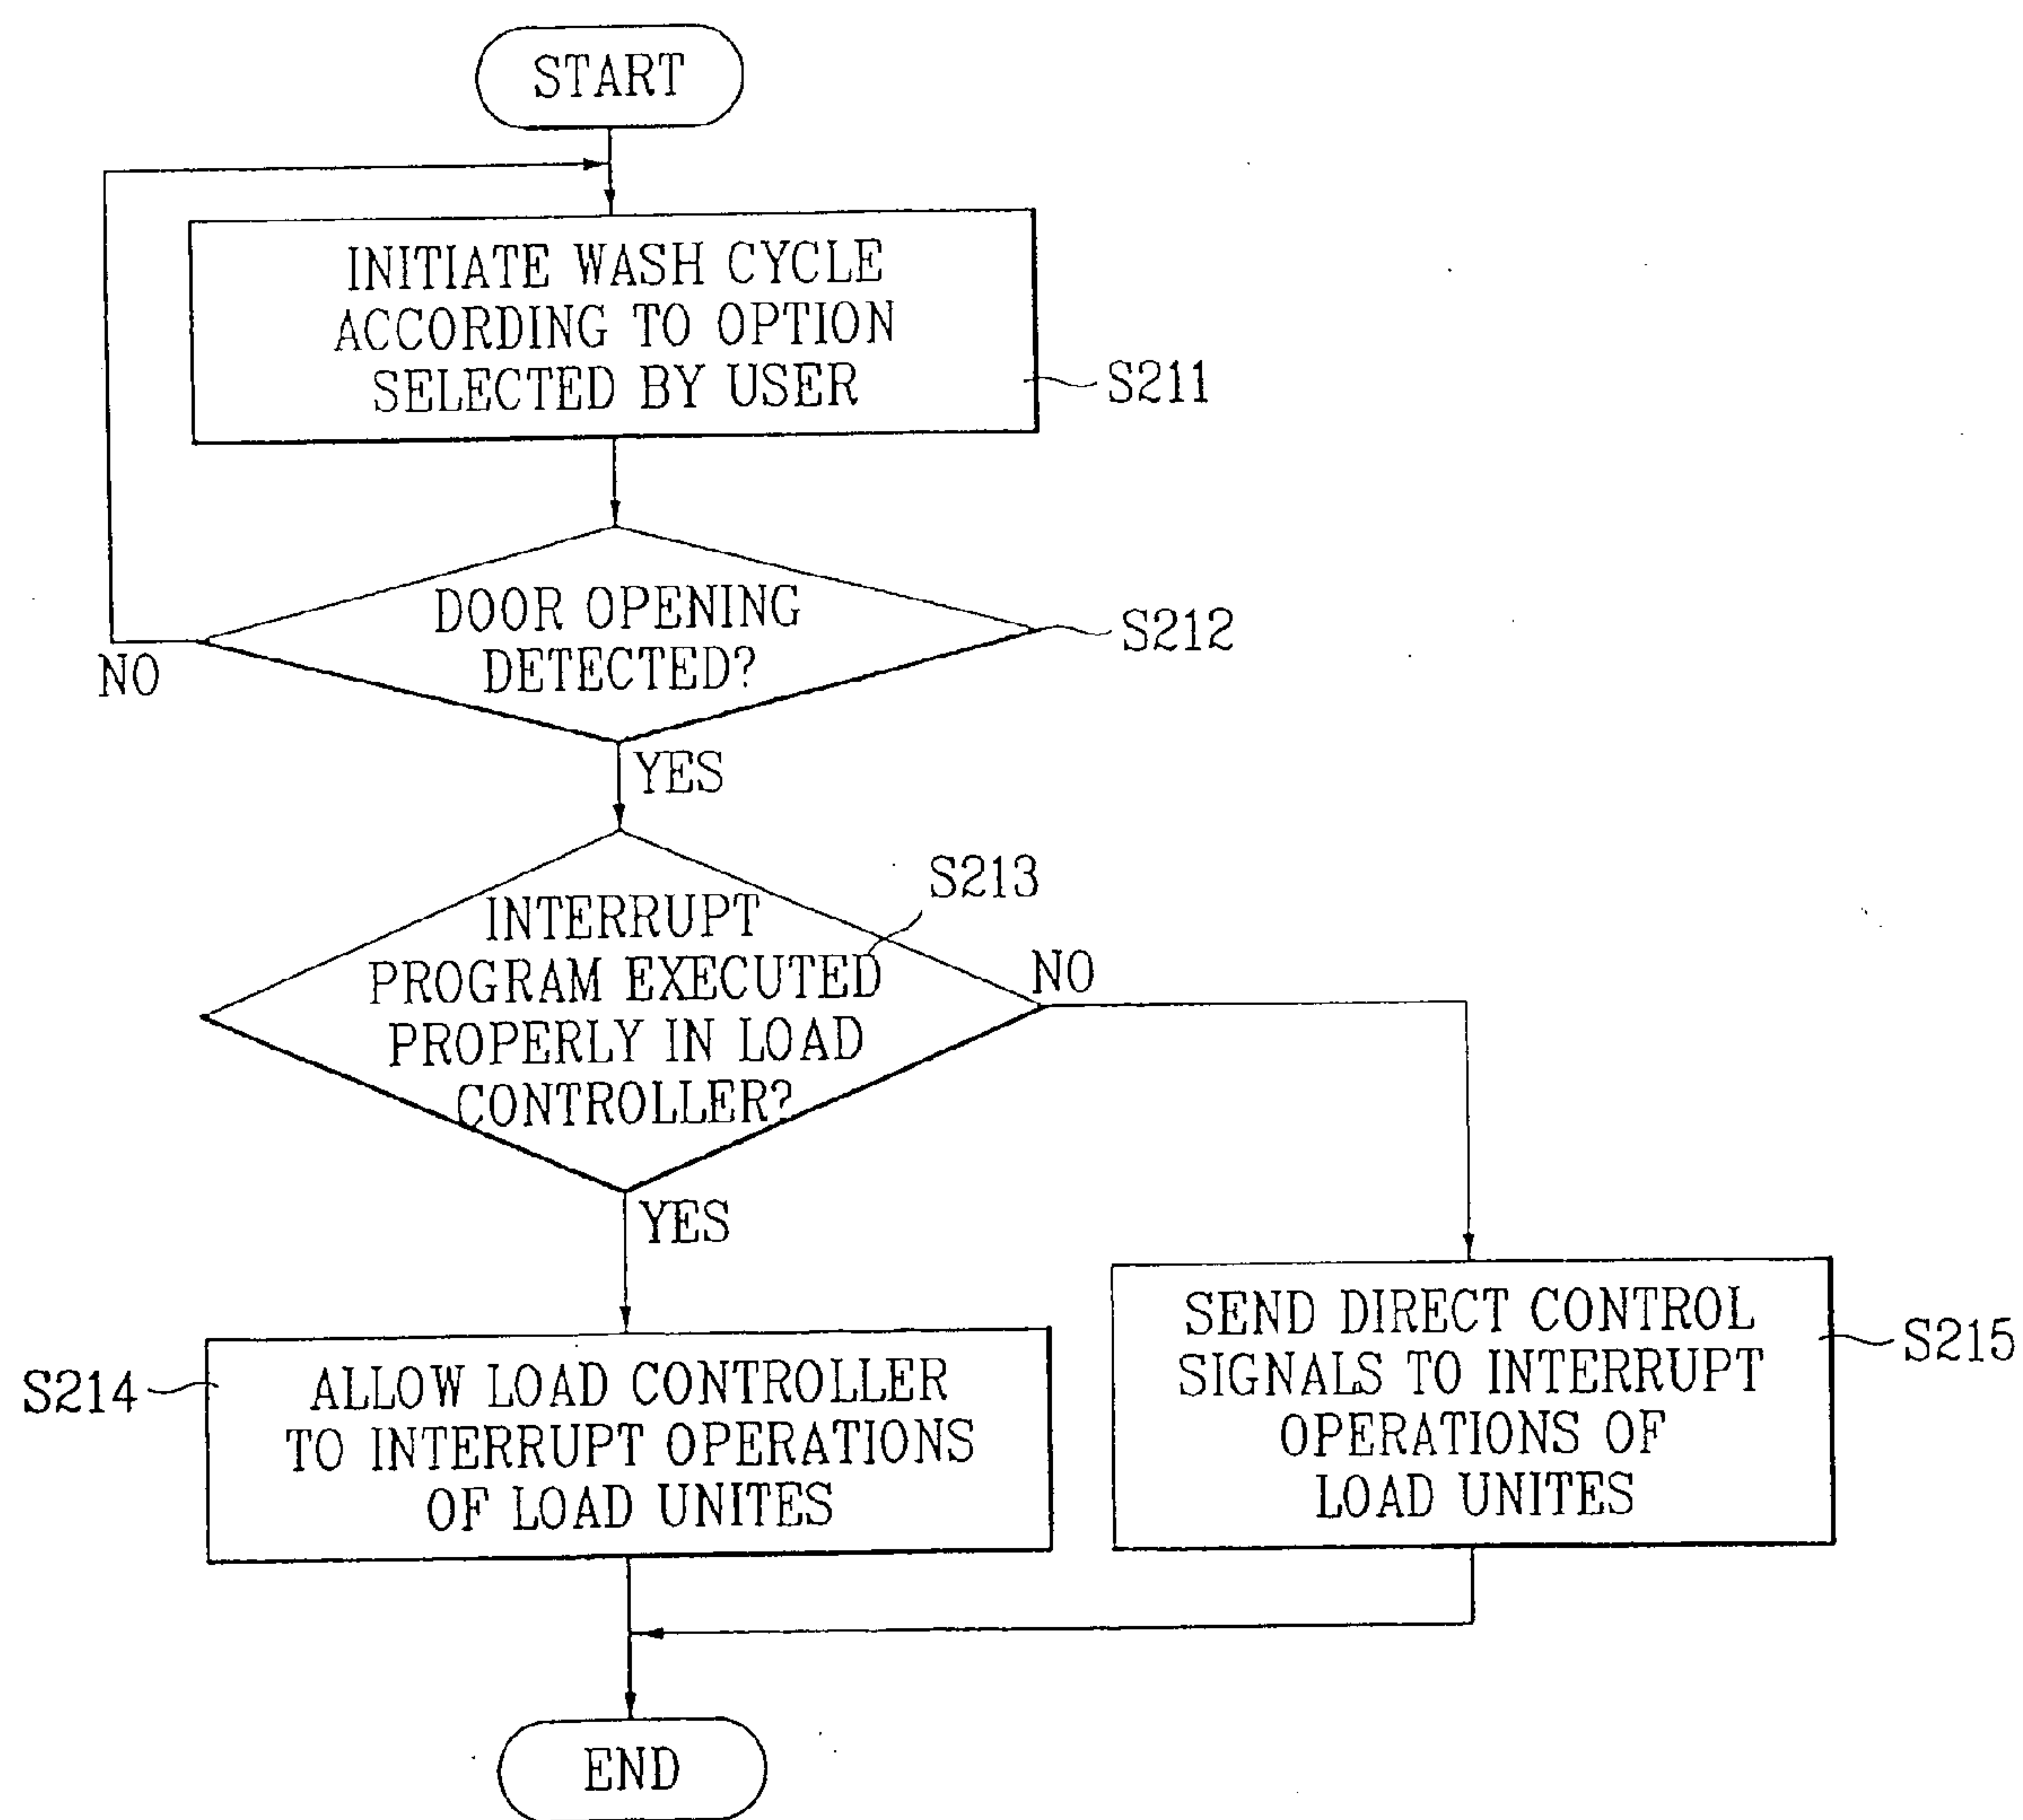 START
INITIATE WASH CYCLE
ACCORDING TO OPTION
SELECTED BY USER
S211
DOOR OPENING
DETECTED?
S212
NO
YES
S213
INTERRUPT
PROGRAM EXECUTED
PROPERLY IN LOAD
CONTROLLER?
NO
YES
S214
ALLOW LOAD CONTROLLER
TO INTERRUPT OPERATIONS
OF LOAD UNITES
SEND DIRECT CONTROL
SIGNALS TO INTERRUPT
OPERATIONS OF
LOAD UNITES
S215
END